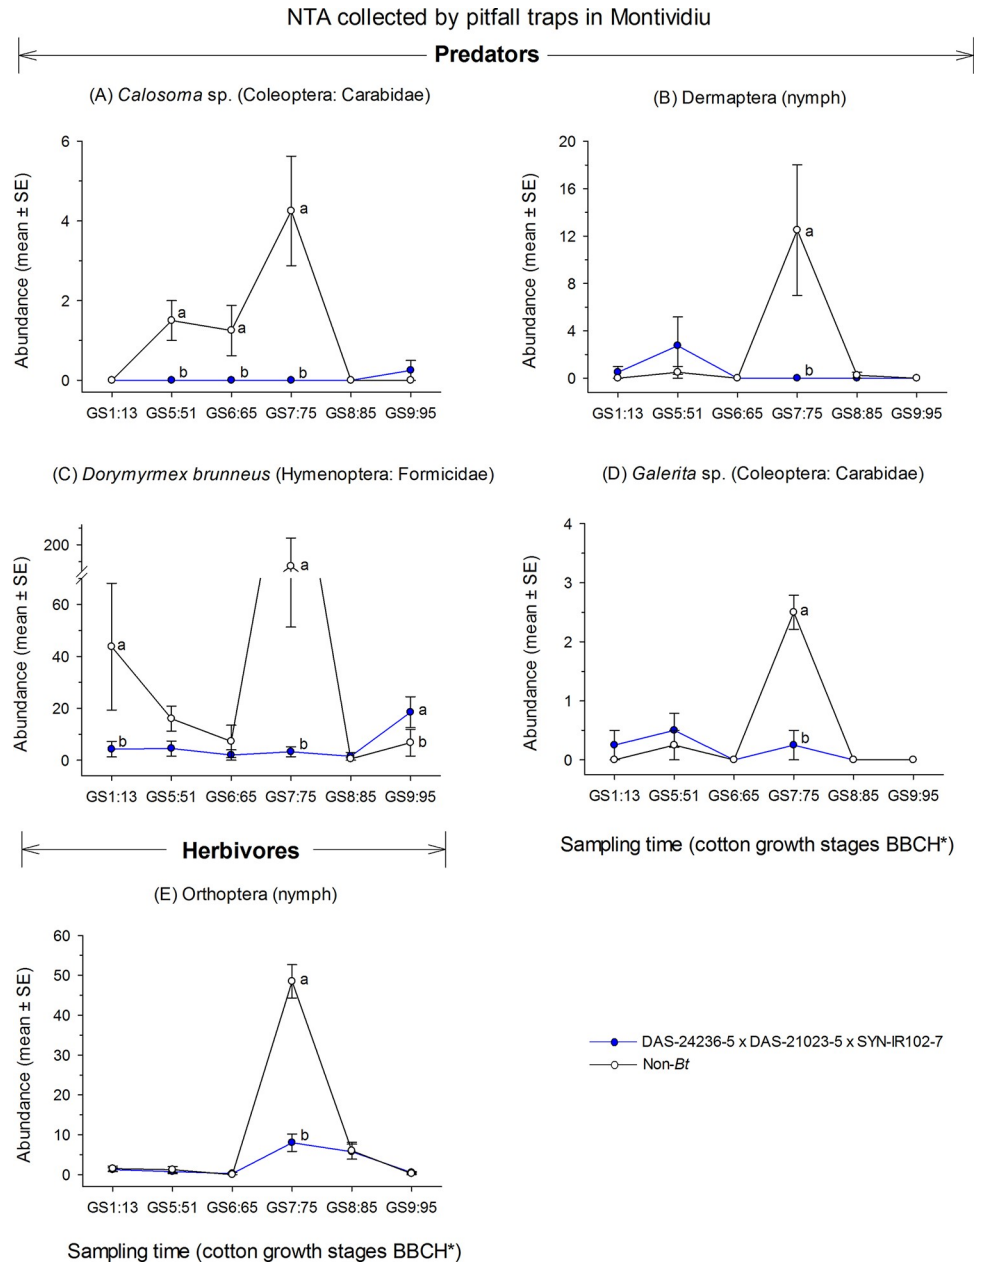 NTA collected by pitfall traps in Montividiu
Predators
(A) Calosoma sp. (Coleoptera: Carabidae)
Abundance (mean ± SE)
6
4
2
0
a
a
a
b
b
b
GS1:13 GS5:51 GS6:65 GS7:75 GS8:85 GS9:95
(B) Dermaptera (nymph)
Abundance (mean ± SE)
20
16
12
8
4
0
a
b
GS1:13 GS5:51 GS6:65 GS7:75 GS8:85 GS9:95
(C) Dorymyrmex brunneus (Hymenoptera: Formicidae)
Abundance (mean ± SE)
200
60
40
20
0
a
a
b
b
a
b
GS1:13 GS5:51 GS6:65 GS7:75 GS8:85 GS9:95
(D) Galerita sp. (Coleoptera: Carabidae)
Abundance (mean ± SE)
4
3
2
1
0
a
b
GS1:13 GS5:51 GS6:65 GS7:75 GS8:85 GS9:95
Sampling time (cotton growth stages BBCH*)
Herbivores
(E) Orthoptera (nymph)
Abundance (mean ± SE)
60
50
40
30
20
10
0
a
b
GS1:13 GS5:51 GS6:65 GS7:75 GS8:85 GS9:95
Sampling time (cotton growth stages BBCH*)
DAS-24236-5 x DAS-21023-5 x SYN-IR102-7
Non-Bt